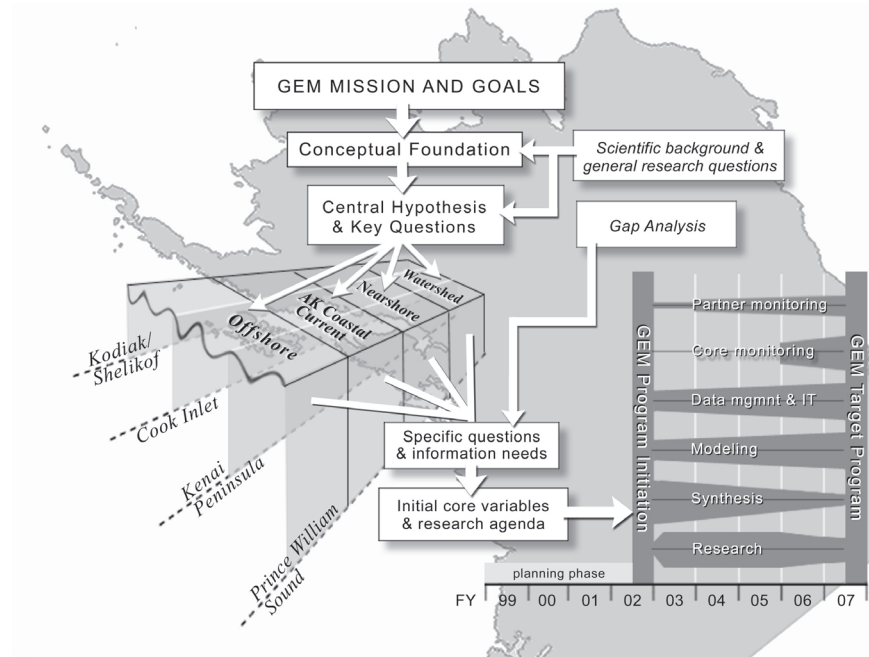 GEM MISSION AND GOALS
Conceptual Foundation
Scientific background &
general research questions
Central Hypothesis
& Key Questions
Gap Analysis
Watershed
Nearshore
AK Coastal
Current
Offshore
Kodiak/
Shelikof
Cook Inlet
Kenai
Peninsula
Prince William
Sound
Specific questions
& information needs
Initial core variables
& research agenda
GEM Program Initiation
Partner monitoring
Core monitoring
Data mgmnt & IT
Modeling
Synthesis
Research
GEM Target Program
planning phase
FY 99 00 01 02 03 04 05 06 07